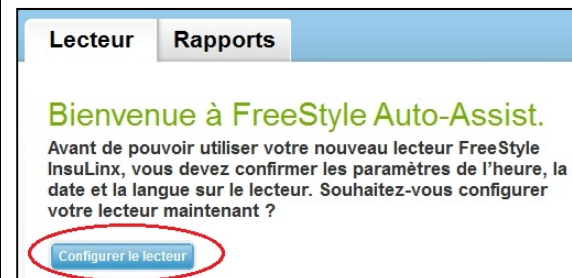 Lecteur Rapports
Bienvenue à FreeStyle Auto-Assist.
Avant de pouvoir utiliser votre nouveau lecteur FreeStyle
InsuLinx, vous devez confirmer les paramètres de l'heure, la
date et la langue sur le lecteur. Souhaitez-vous configurer
votre lecteur maintenant ?
Configurer le lecteur